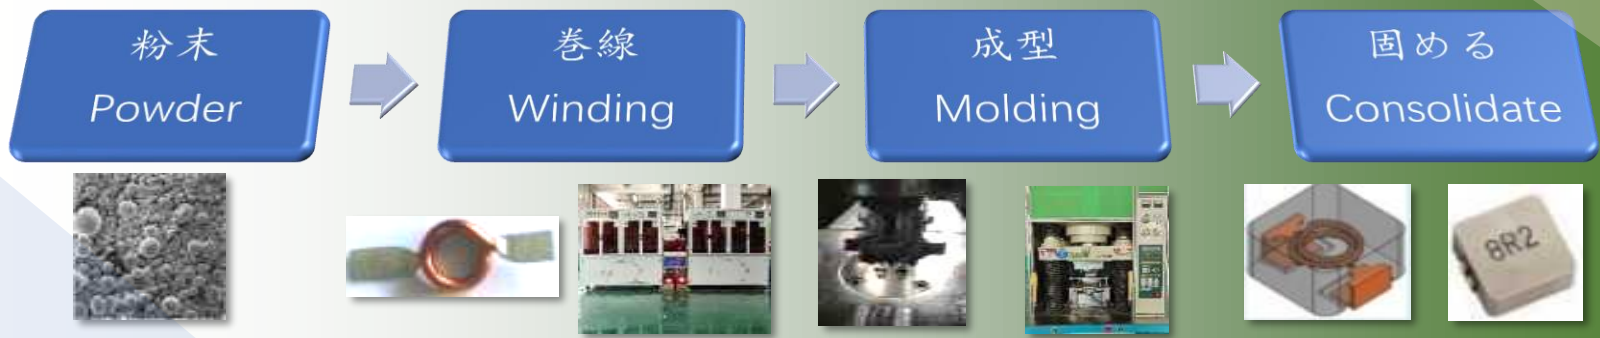 粉末
Powder
巻線
Winding
成型
Molding
固める
Consolidate
8R2